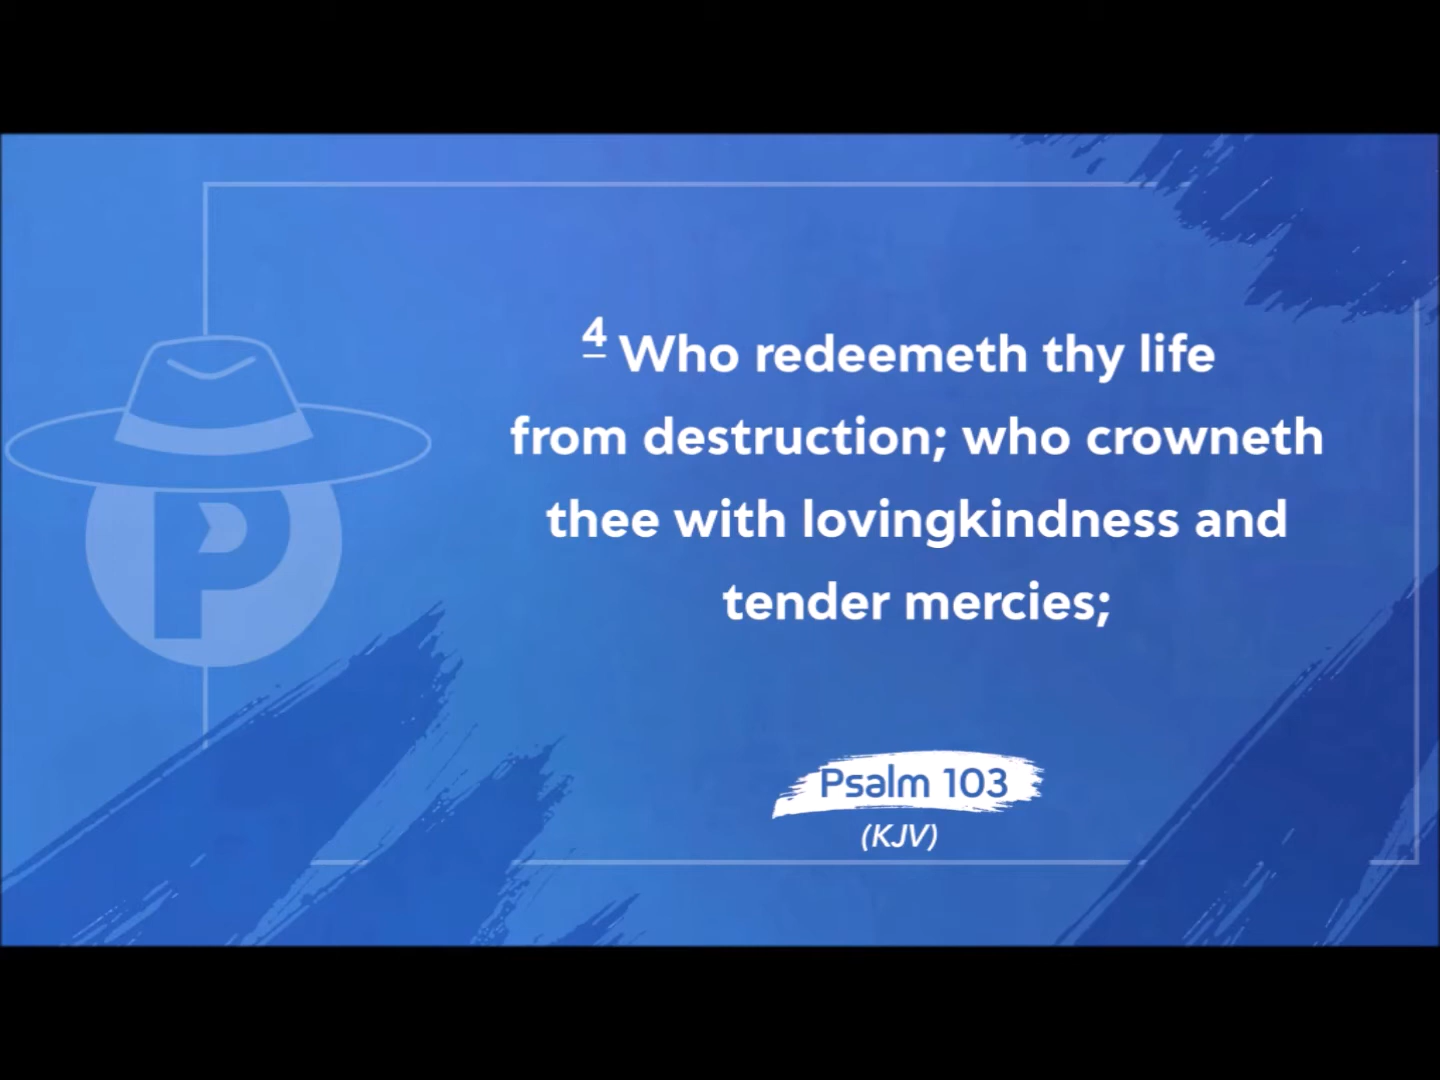 P
4 Who redeemeth thy life
from destruction; who crowneth
thee with lovingkindness and
tender mercies;
Psalm 103
(KJV)